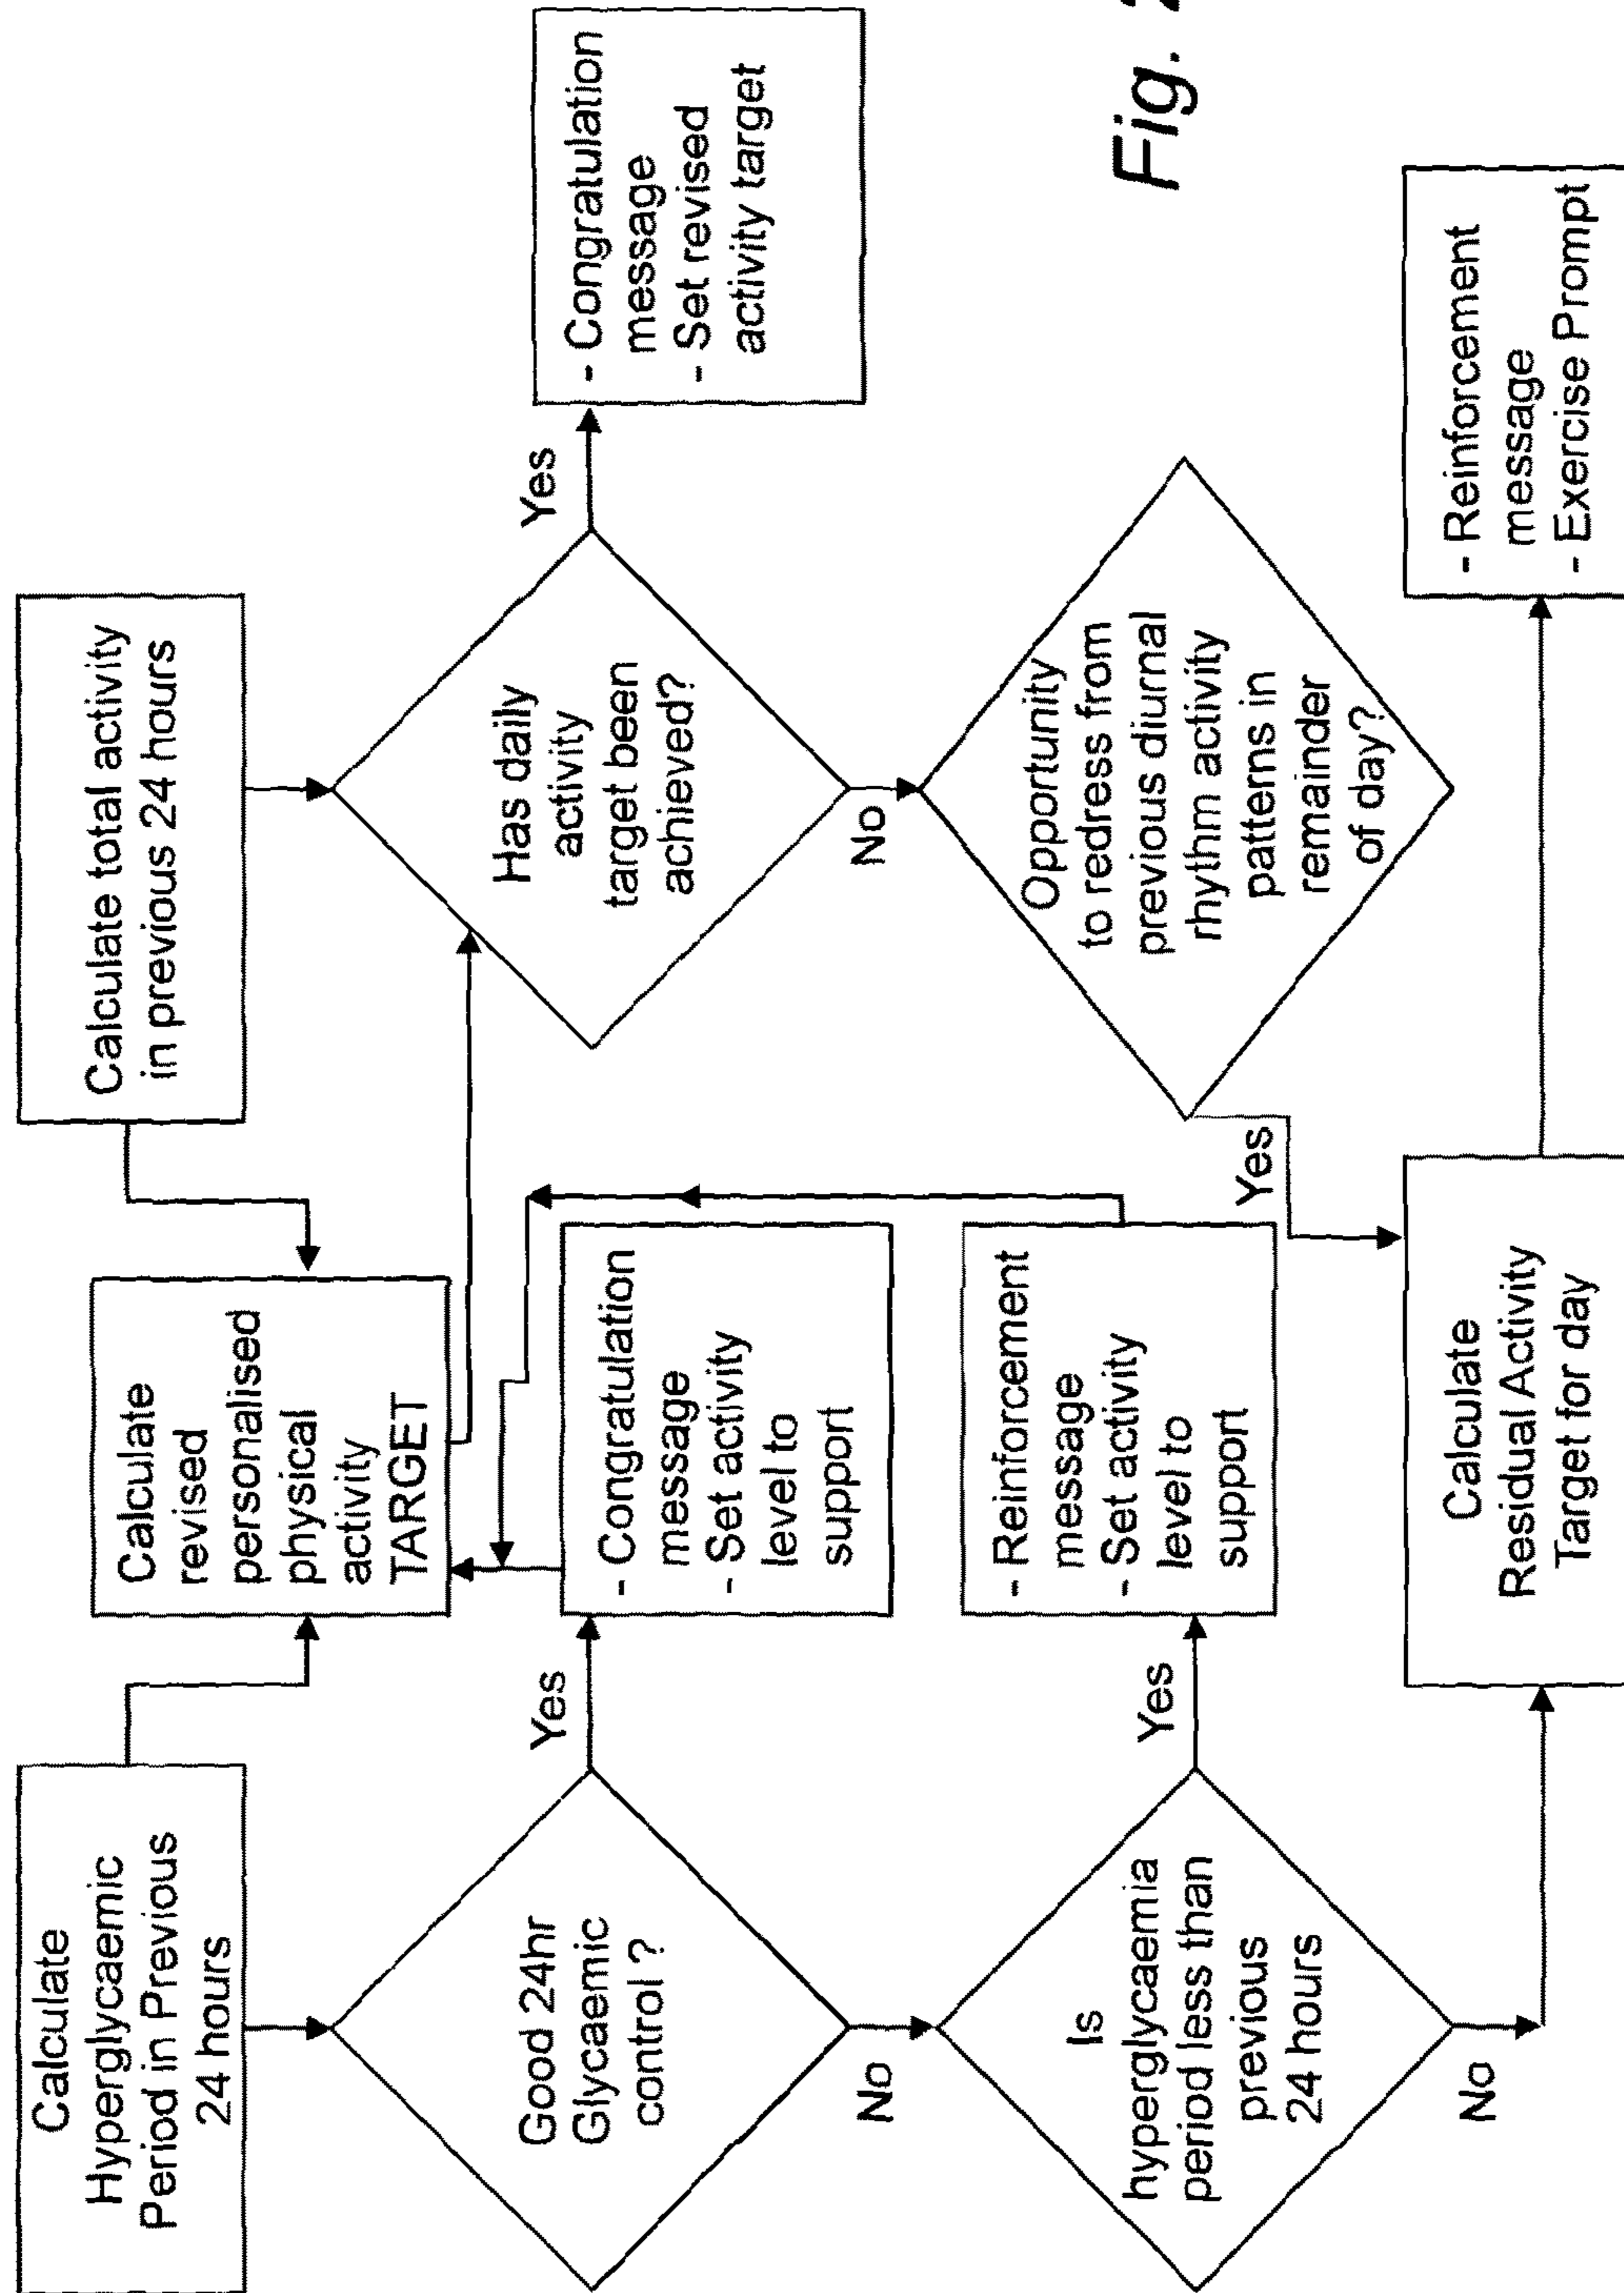 Calculate
Hyperglycaemic
Period in Previous
24 hours
Calculate
revised
personalised
physical
activity
TARGET
Calculate total activity
in previous 24 hours
Good 24hr
Glycaemic
control ?
Yes
- Congratulation
message
- Set activity
level to
support
Has daily
activity
target been
achieved?
Yes
- Congratulation
message
- Set revised
activity target
No
No
Is
hyperglycaemia
period less than
previous
24 hours
Yes
- Reinforcement
message
- Set activity
level to
support
Opportunity
to redress from
previous diurnal
rhythm activity
patterns in
remainder
of day?
Yes
No
Calculate
Residual Activity
Target for day
- Reinforcement
message
- Exercise Prompt
Fig.